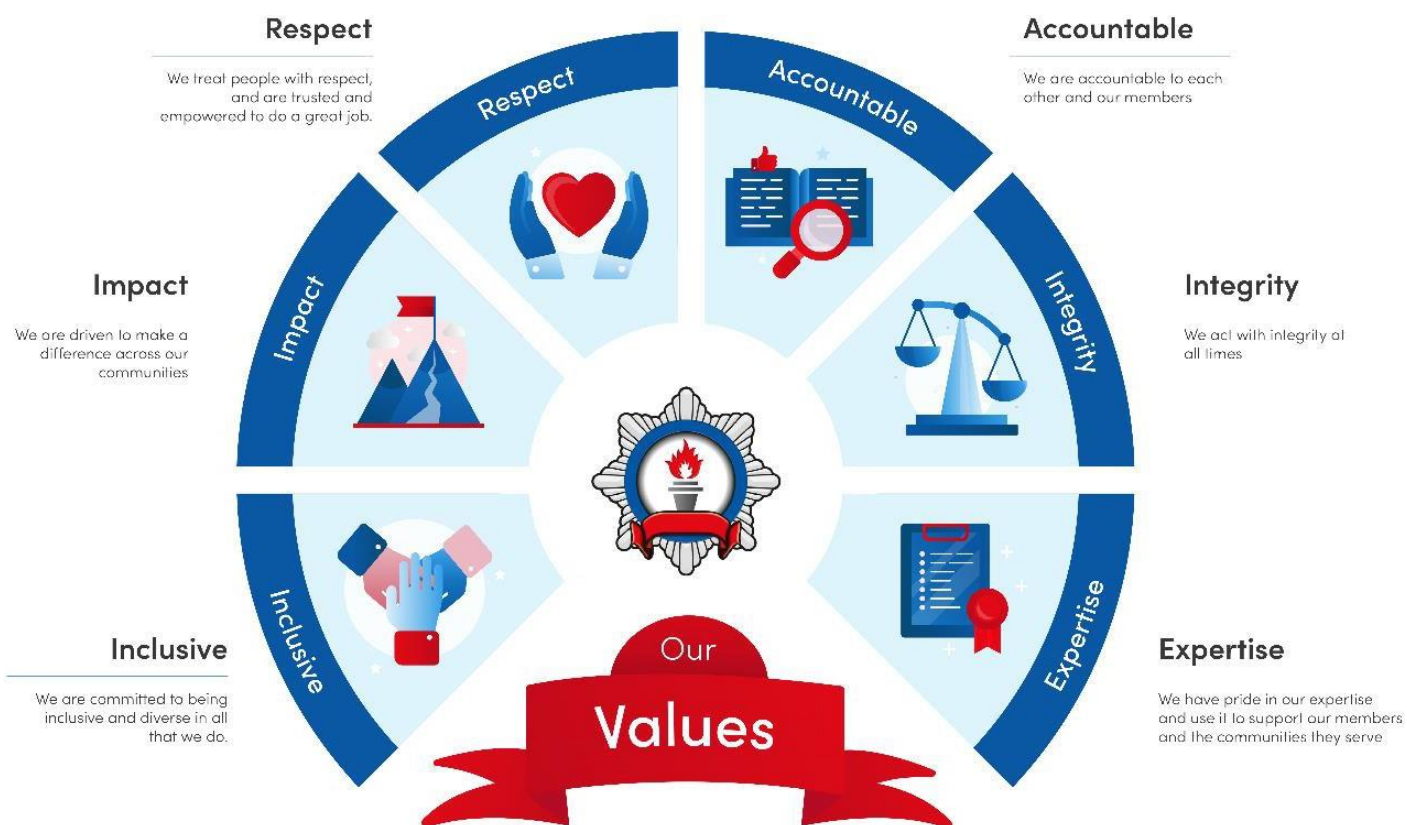 Respect
We treat people with respect,
and are trusted and
empowered to do a great job.
Accountable
We are accountable to each
other and our members
Impact
We are driven to make a
difference across our
communities
Integrity
We act with integrity at
all times
Inclusive
We are committed to being
inclusive and diverse in all
that we do.
Expertise
We have pride in our expertise
and use it to support our members
and the communities they serve
Respect
Accountable
Impact
Integrity
Inclusive
Expertise
Our
Values